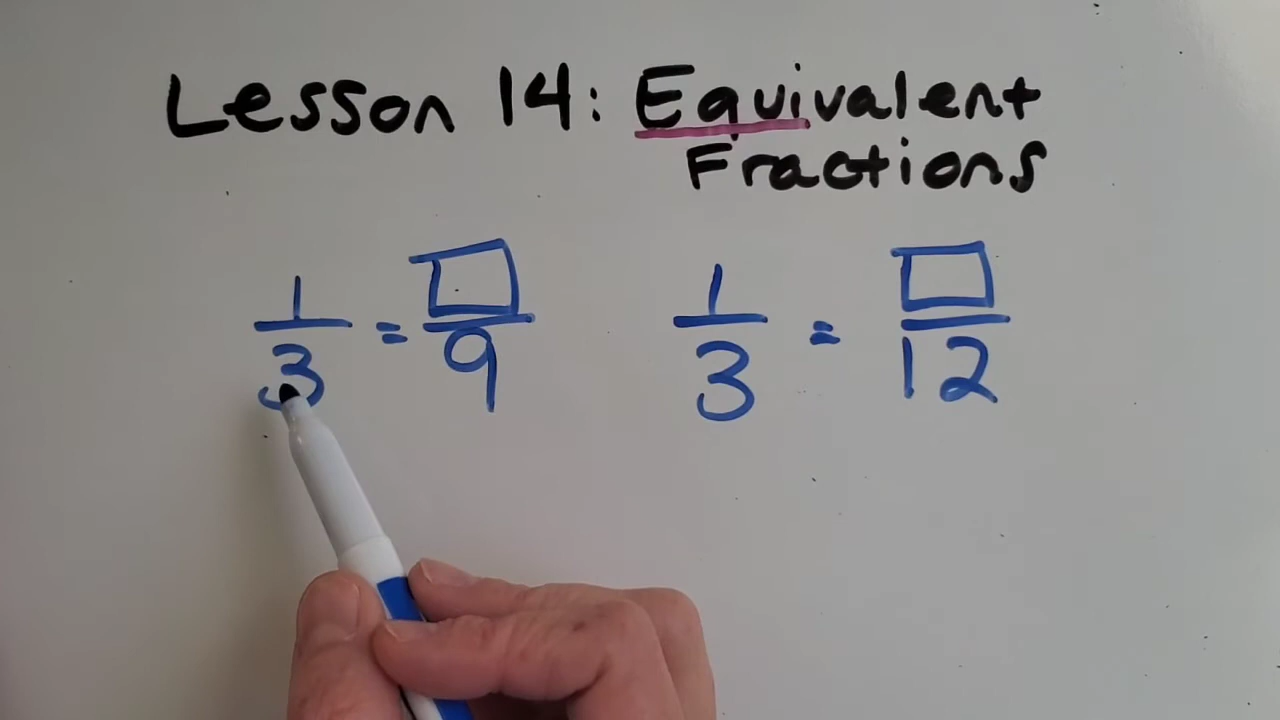 Lesson 14: Equivalent
Fractions
1/3 = □/9
1/3 = □/12